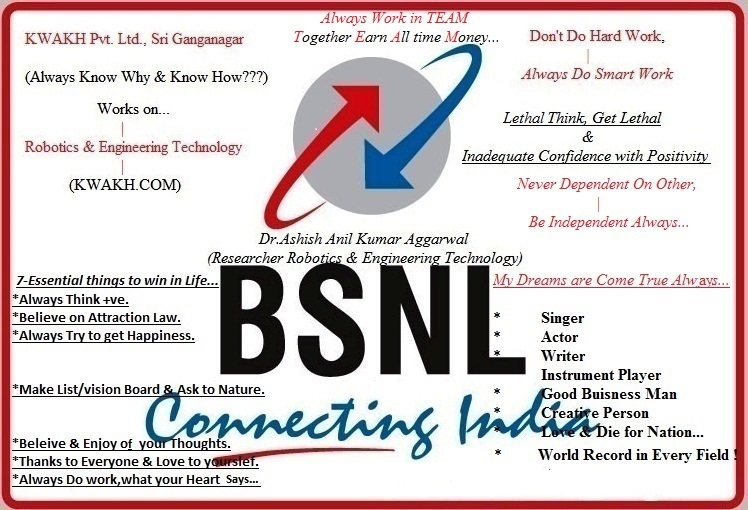 KWAKH Pvt. Ltd., Sri Ganganagar
(Always Know Why & Know How???)
Works on...
Robotics & Engineering Technology
(KWAKH.COM)
Always Work in TEAM
Together Earn All time Money...
Don't Do Hard Work,
Always Do Smart Work
Lethal Think, Get Lethal
&
Inadequate Confidence with Positivity
Never Dependent On Other,
Be Independent Always...
Dr.Ashish Anil Kumar Aggarwal
(Researcher Robotics & Engineering Technology)
BSNL
Connecting India
7-Essential things to win in Life...
*Always Think +ve.
*Believe on Attraction Law.
*Always Try to get Happiness.
*Make List/vision Board & Ask to Nature.
*Beleive & Enjoy of your Thoughts.
*Thanks to Everyone & Love to yourslef.
*Always Do work,what your Heart Says...
My Dreams are Come True Always...
* Singer
* Actor
* Writer
Instrument Player
* Good Buisness Man
* Creative Person
* Love & Die for Nation...
* World Record in Every Field !